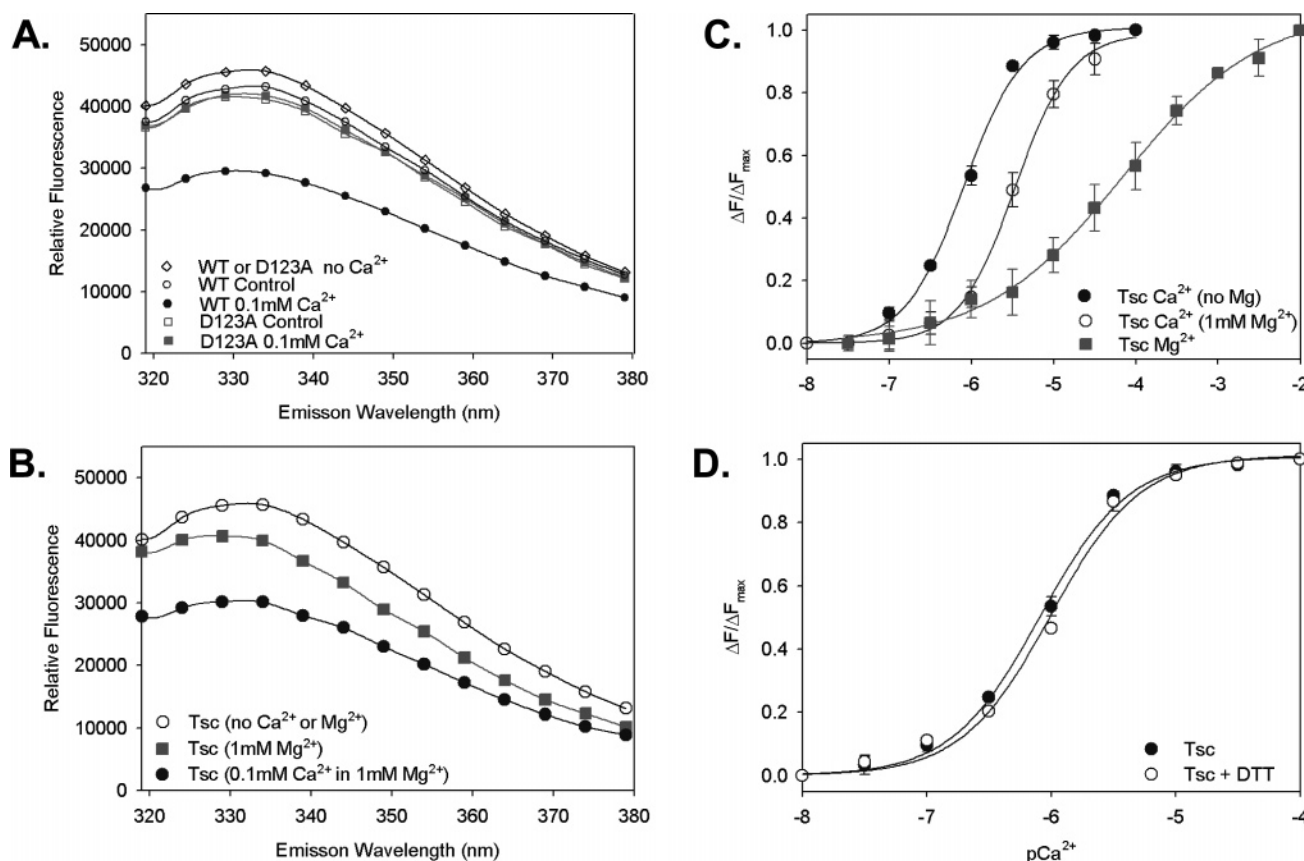 A.
50000
40000
30000
20000
10000
0
Relative Fluorescence
WT or D123A no Ca²⁺
WT Control
WT 0.1mM Ca²⁺
D123A Control
D123A 0.1mM Ca²⁺
320 330 340 350 360 370 380
Emisson Wavelength (nm)
B.
50000
40000
30000
20000
10000
0
Relative Fluorescence
Tsc (no Ca²⁺ or Mg²⁺)
Tsc (1mM Mg²⁺)
Tsc (0.1mM Ca²⁺ in 1mM Mg²⁺)
320 330 340 350 360 370 380
Emisson Wavelength (nm)
C.
1.0
0.8
0.6
0.4
0.2
0.0
ΔF/ΔFmax
Tsc Ca²⁺ (no Mg)
Tsc Ca²⁺ (1mM Mg²⁺)
Tsc Mg²⁺
-8 -7 -6 -5 -4 -3 -2
D.
1.0
0.8
0.6
0.4
0.2
0.0
ΔF/ΔFmax
Tsc
Tsc + DTT
-8 -7 -6 -5 -4
pCa²⁺